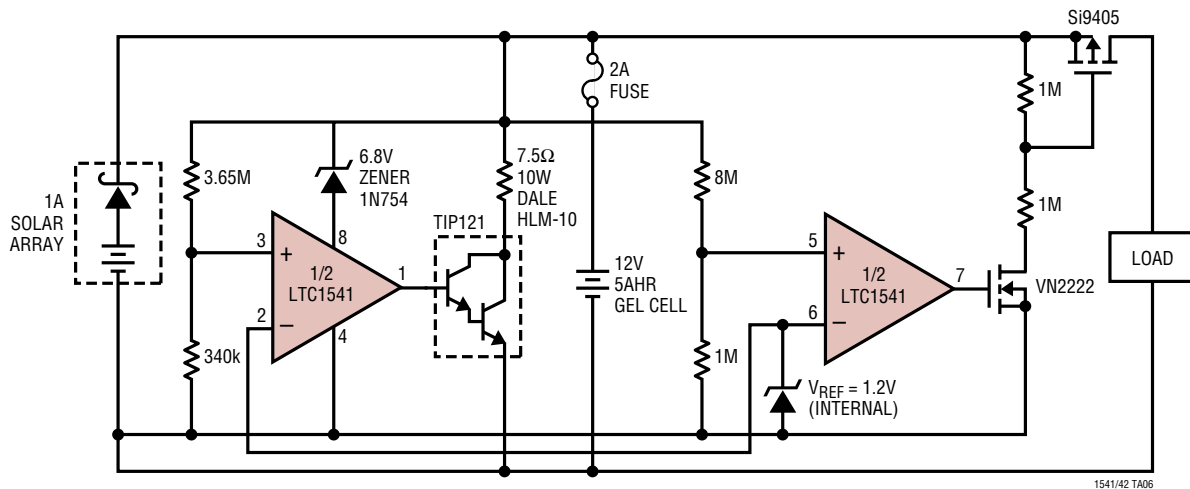 Si9405
2A
FUSE
1M
1A
SOLAR
ARRAY
3.65M
6.8V
ZENER
1N754
7.5Ω
10W
DALE
HLM-10
8M
TIP121
3
+
8
1/2
LTC1541
1
2
–
4
340k
12V
5AHR
GEL CELL
5
+
1/2
LTC1541
7
6
–
1M
VN2222
LOAD
1M
VREF = 1.2V
(INTERNAL)
1541/42 TA06